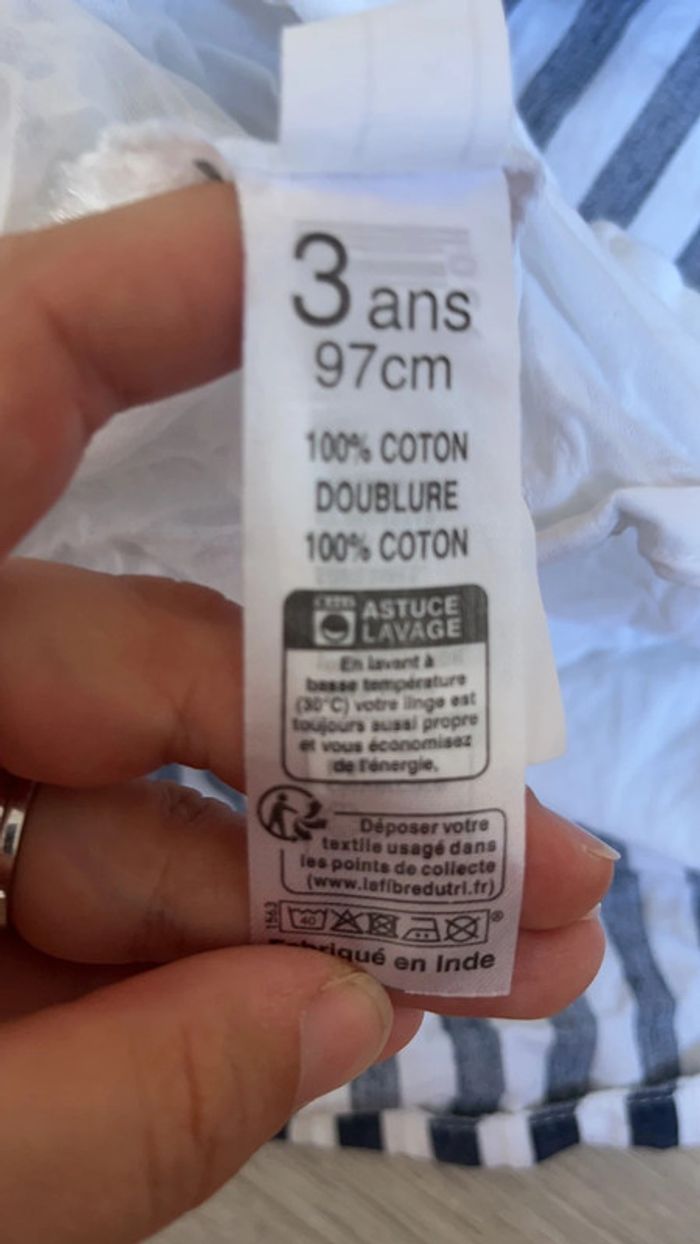 3 ans
97cm
100% COTON
DOUBLURE
100% COTON
ASTUCE
LAVAGE
En lavant à
basse température
(30°C) votre linge est
toujours aussi propre
et vous économisez
de l'énergie.
Déposer votre
textile usagé dans
les points de collecte
(www.lafibredutri.fr)
1563
40
®
Fabriqué en Inde